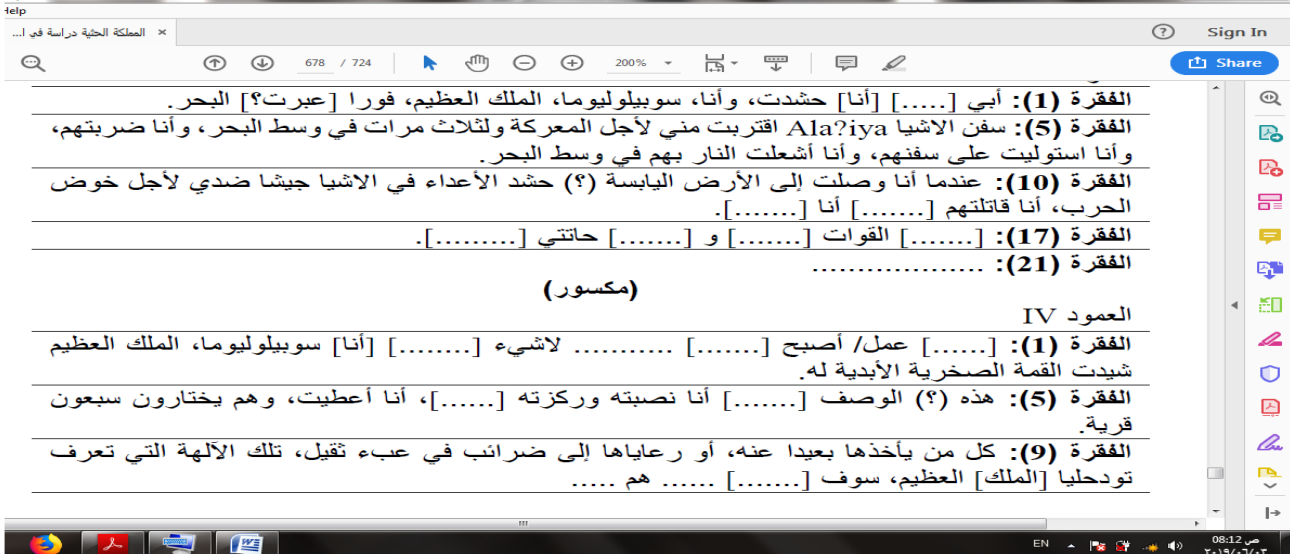 Help
المملكة الحثية دراسة في ا...
Sign In
678 / 724
200%
Share
الفقرة (1): أبي [.....] [أنا] حشدت، وأنا، سوبيلوليوما، الملك العظيم، فورا [عبرت؟] البحر.
الفقرة (5): سفن الاشيا Ala?iya اقتربت مني لأجل المعركة ولثلاث مرات في وسط البحر، وأنا ضربتهم،
وأنا استوليت على سفنهم، وأنا أشعلت النار بهم في وسط البحر.
الفقرة (10): عندما أنا وصلت إلى الأرض اليابسة (؟) حشد الأعداء في الاشيا جيشا ضدي لأجل خوض
الحرب، أنا قاتلتهم [.......] أنا [.......].
الفقرة (17): [.......] القوات [.......] و [.......] حاتتي [.........].
الفقرة (21): ...................
(مكسور)
العمود IV
الفقرة (1): [......] عمل/ أصبح [.......] ........... لاشيء [........] [أنا] سوبيلوليوما، الملك العظيم
شيدت القمة الصخرية الأبدية له.
الفقرة (5): هذه (؟) الوصف [.......] أنا نصبته وركزته [......]، أنا أعطيت، وهم يختارون سبعون
قرية.
الفقرة (9): كل من يأخذها بعيدا عنه، أو رعاياها إلى ضرائب في عبء ثقيل، تلك الآلهة التي تعرف
تودحليا [الملك] العظيم، سوف [.......] ...... هم .....
EN
08:12 ص
٢٠١٩/٠٦/٠٣